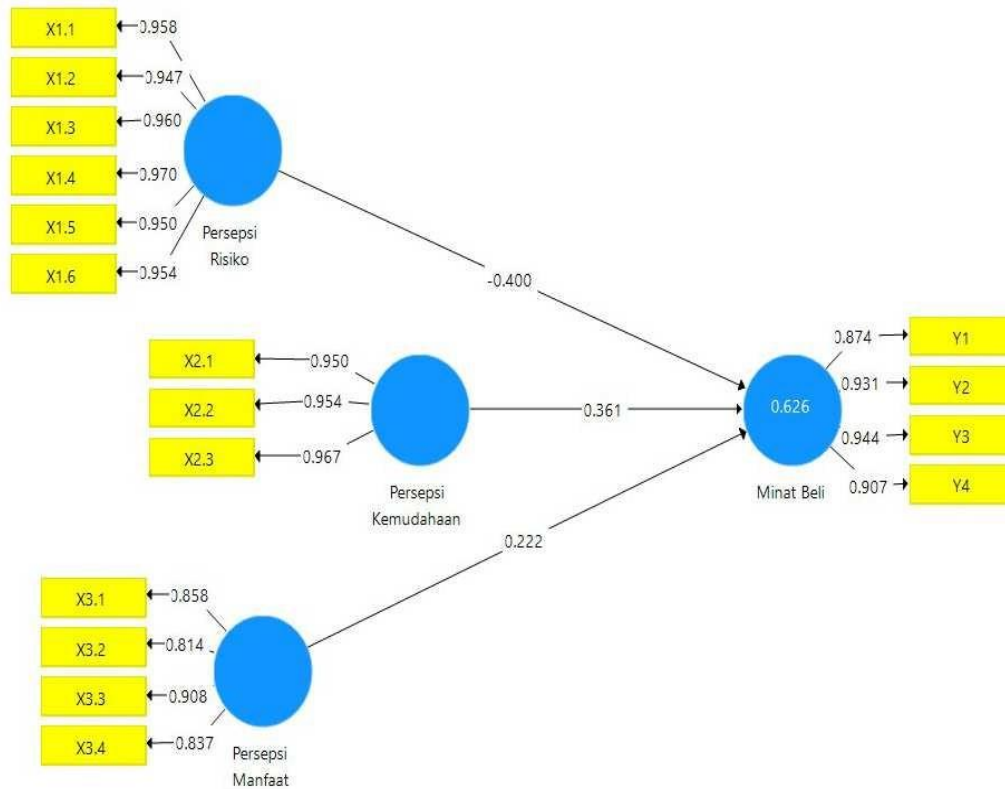 X1.1
0.958
X1.2
0.947
X1.3
0.960
X1.4
0.970
X1.5
0.950
X1.6
0.954
Persepsi
Risiko
-0.400
X2.1
0.950
X2.2
0.954
X2.3
0.967
Persepsi
Kemudahaan
0.361
X3.1
0.858
X3.2
0.814
X3.3
0.908
X3.4
0.837
Persepsi
Manfaat
0.222
0.626
Minat Beli
0.874
Y1
0.931
Y2
0.944
Y3
0.907
Y4